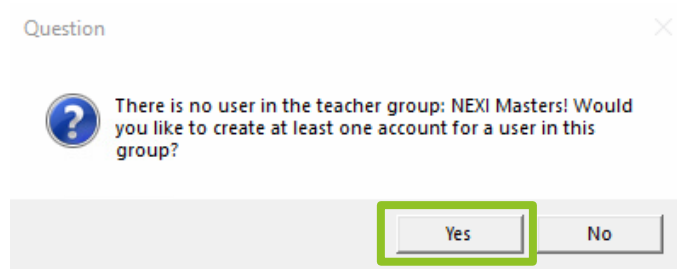 Question
There is no user in the teacher group: NEXI Masters! Would
you like to create at least one account for a user in this
group?
Yes
No